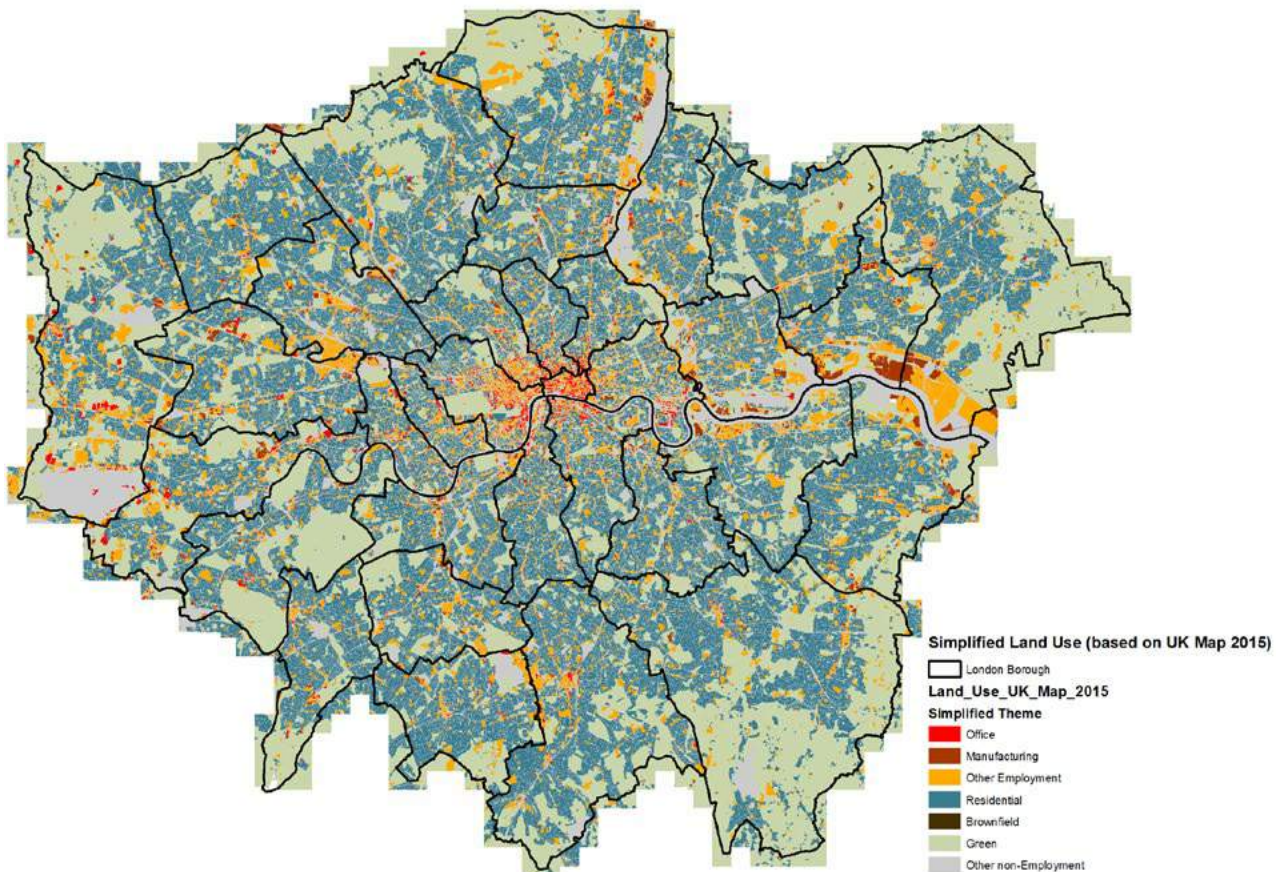 Simplified Land Use (based on UK Map 2015)
London Borough
Land_Use_UK_Map_2015
Simplified Theme
Office
Manufacturing
Other Employment
Residential
Brownfield
Green
Other non-Employment